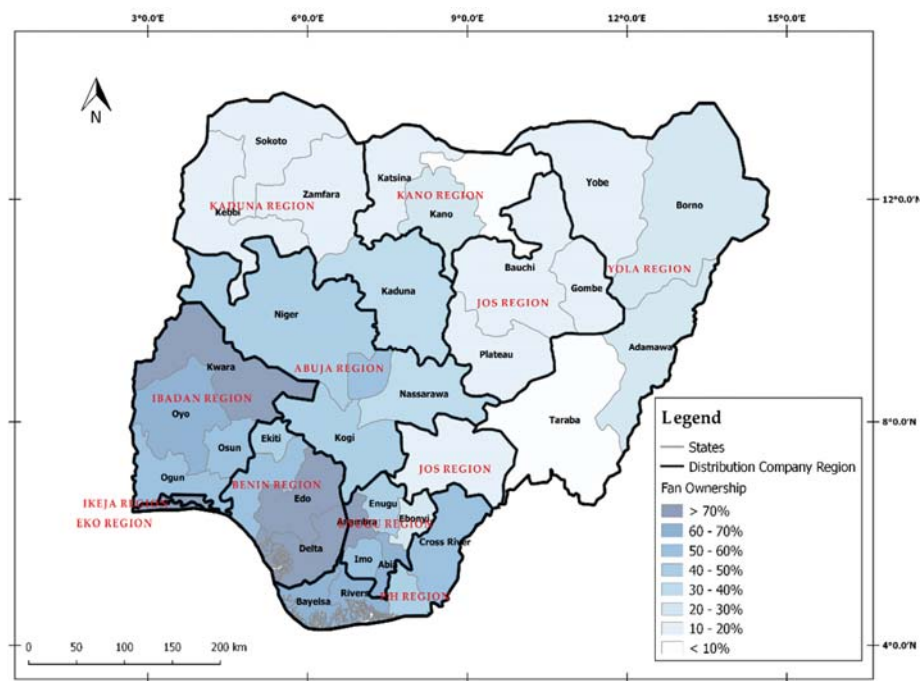 3°0.0'E 6°0.0'E 9°0.0'E 12°0.0'E 15°0.0'E
N
Sokoto
Katsina
Yobe
Zamfara
KANO REGION
Borno
12°0.0'N
Kebbi
KADUNA REGION
Kano
Bauchi
YOLA REGION
Kaduna
Gombe
Niger
JOS REGION
Adamawa
Plateau
Kwara
ABUJA REGION
Nassarawa
IBADAN REGION
Oyo
Taraba
8°0.0'N
Osun
Ekiti
Kogi
Ogun
BENIN REGION
JOS REGION
IKEJA REGION
Edo
Enugu
EKO REGION
Anambra
Ebonyi
REGION
Delta
Cross River
Imo
Abia
Bayelsa
Rivers
PH REGION
4°0.0'N
Legend
States
Distribution Company Region
Fan Ownership
> 70%
60 - 70%
50 - 60%
40 - 50%
30 - 40%
20 - 30%
10 - 20%
< 10%
0 50 100 150 200 km